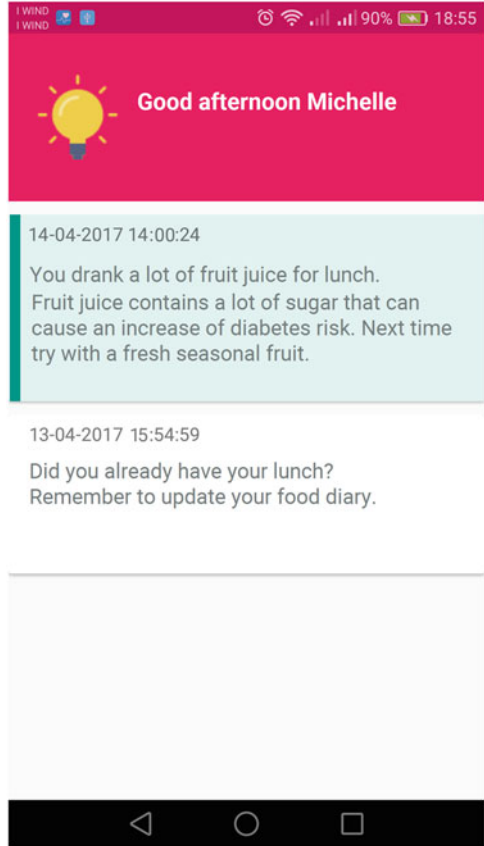 I WIND
I WIND
90% 18:55
Good afternoon Michelle
14-04-2017 14:00:24
You drank a lot of fruit juice for lunch.
Fruit juice contains a lot of sugar that can
cause an increase of diabetes risk. Next time
try with a fresh seasonal fruit.
13-04-2017 15:54:59
Did you already have your lunch?
Remember to update your food diary.